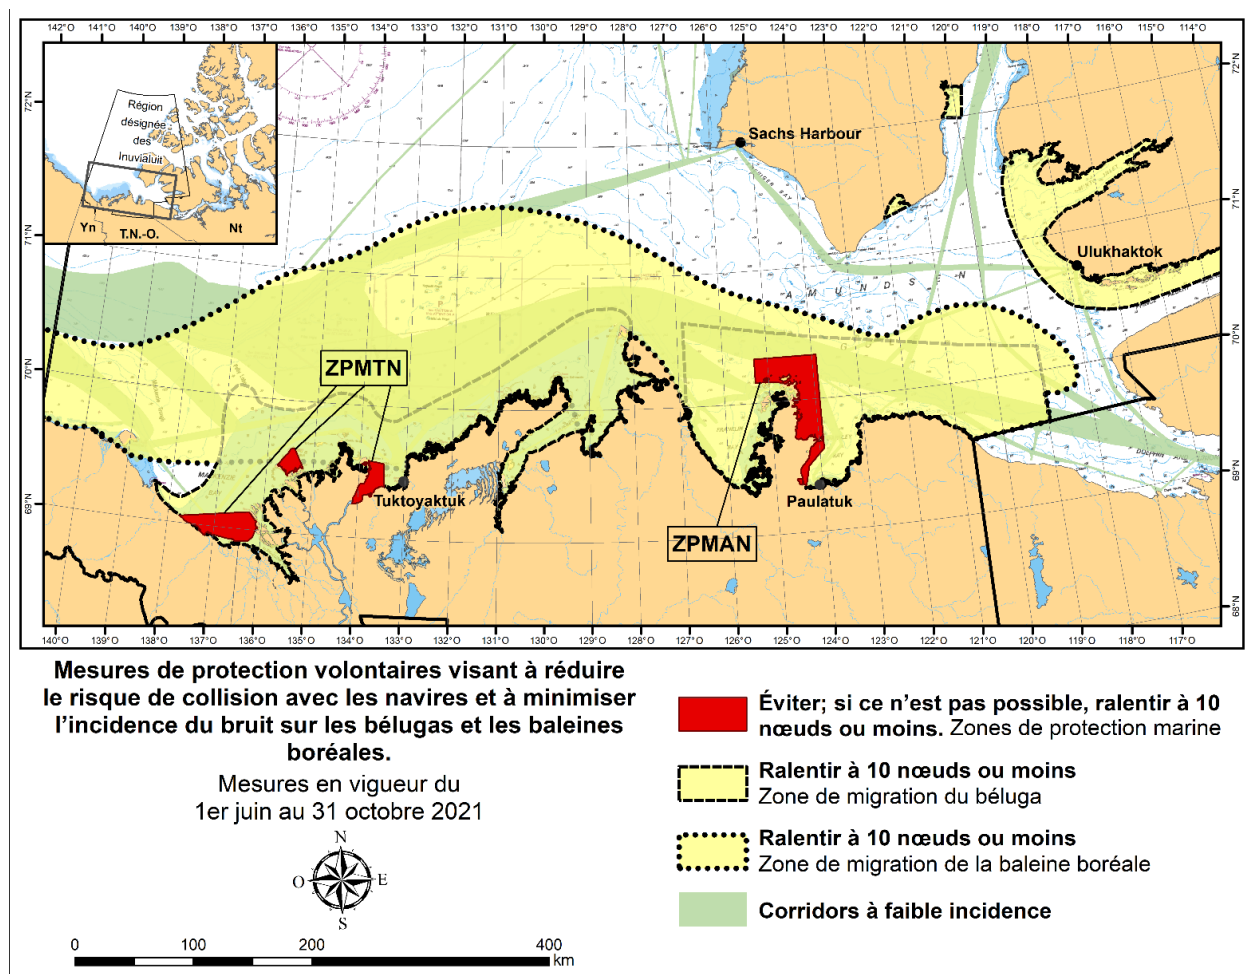 142°O 141°O 140°O 139°O 138°O 137°O 136°O 135°O 134°O 133°O 132°O 131°O 130°O 129°O 128°O 127°O 126°O 125°O 124°O 123°O 122°O 121°O 120°O 119°O 118°O 117°O 116°O 115°O 114°O
72°N
72°N
Région
désignée
des
Inuvialuit
Yn
T.N.-O.
Nt
Sachs Harbour
71°N
71°N
Ulukhaktok
A M U N D S E N
70°N
70°N
ZPMTN
69°N
69°N
Tuktoyaktuk
Paulatuk
ZPMAN
68°N
140°O 139°O 138°O 137°O 136°O 135°O 134°O 133°O 132°O 131°O 130°O 129°O 128°O 127°O 126°O 125°O 124°O 123°O 122°O 121°O 120°O 119°O 118°O 117°O
Mesures de protection volontaires visant à réduire
le risque de collision avec les navires et à minimiser
l'incidence du bruit sur les bélugas et les baleines
boréales.
Mesures en vigueur du
1er juin au 31 octobre 2021
N
O
E
S
0 100 200 400
km
Éviter; si ce n'est pas possible, ralentir à 10
nœuds ou moins. Zones de protection marine
Ralentir à 10 nœuds ou moins
Zone de migration du béluga
Ralentir à 10 nœuds ou moins
Zone de migration de la baleine boréale
Corridors à faible incidence